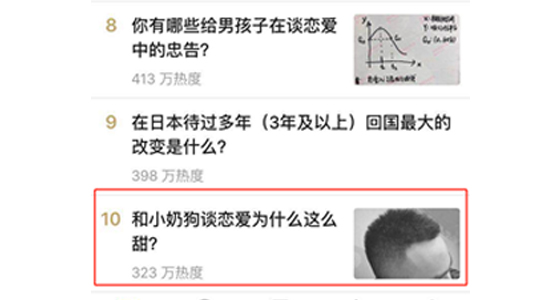 8
你有哪些给男孩子在谈恋爱
中的忠告?
413 万热度
9
在日本待过多年（3年及以上）回国最大的
改变是什么?
398 万热度
10
和小奶狗谈恋爱为什么这么
甜?
323 万热度